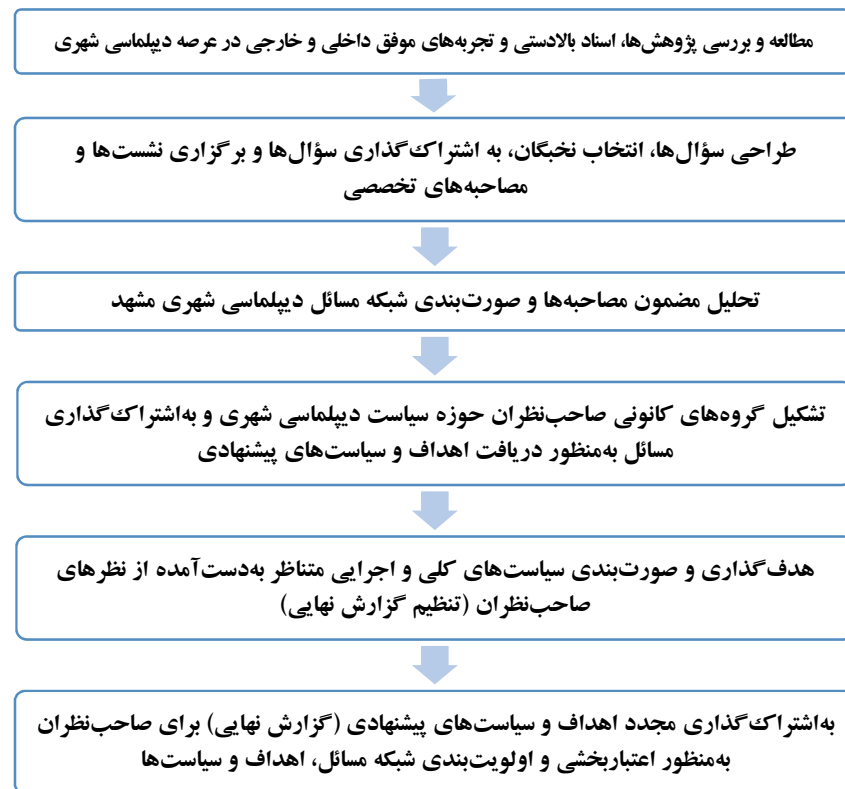 مطالعه و بررسی پژوهش‌ها، اسناد بالادستی و تجربه‌های موفق داخلی و خارجی در عرصه دیپلماسی شهری
طراحی سؤال‌ها، انتخاب نخبگان، به اشتراک‌گذاری سؤال‌ها و برگزاری نشست‌ها و
مصاحبه‌های تخصصی
تحلیل مضمون مصاحبه‌ها و صورت‌بندی شبکه مسائل دیپلماسی شهری مشهد
تشکیل گروه‌های کانونی صاحب‌نظران حوزه سیاست دیپلماسی شهری و به‌اشتراک‌گذاری
مسائل به‌منظور دریافت اهداف و سیاست‌های پیشنهادی
هدف‌گذاری و صورت‌بندی سیاست‌های کلی و اجرایی متناظر به‌دست‌آمده از نظرهای
صاحب‌نظران (تنظیم گزارش نهایی)
به‌اشتراک‌گذاری مجدد اهداف و سیاست‌های پیشنهادی (گزارش نهایی) برای صاحب‌نظران
به‌منظور اعتباربخشی و اولویت‌بندی شبکه مسائل، اهداف و سیاست‌ها